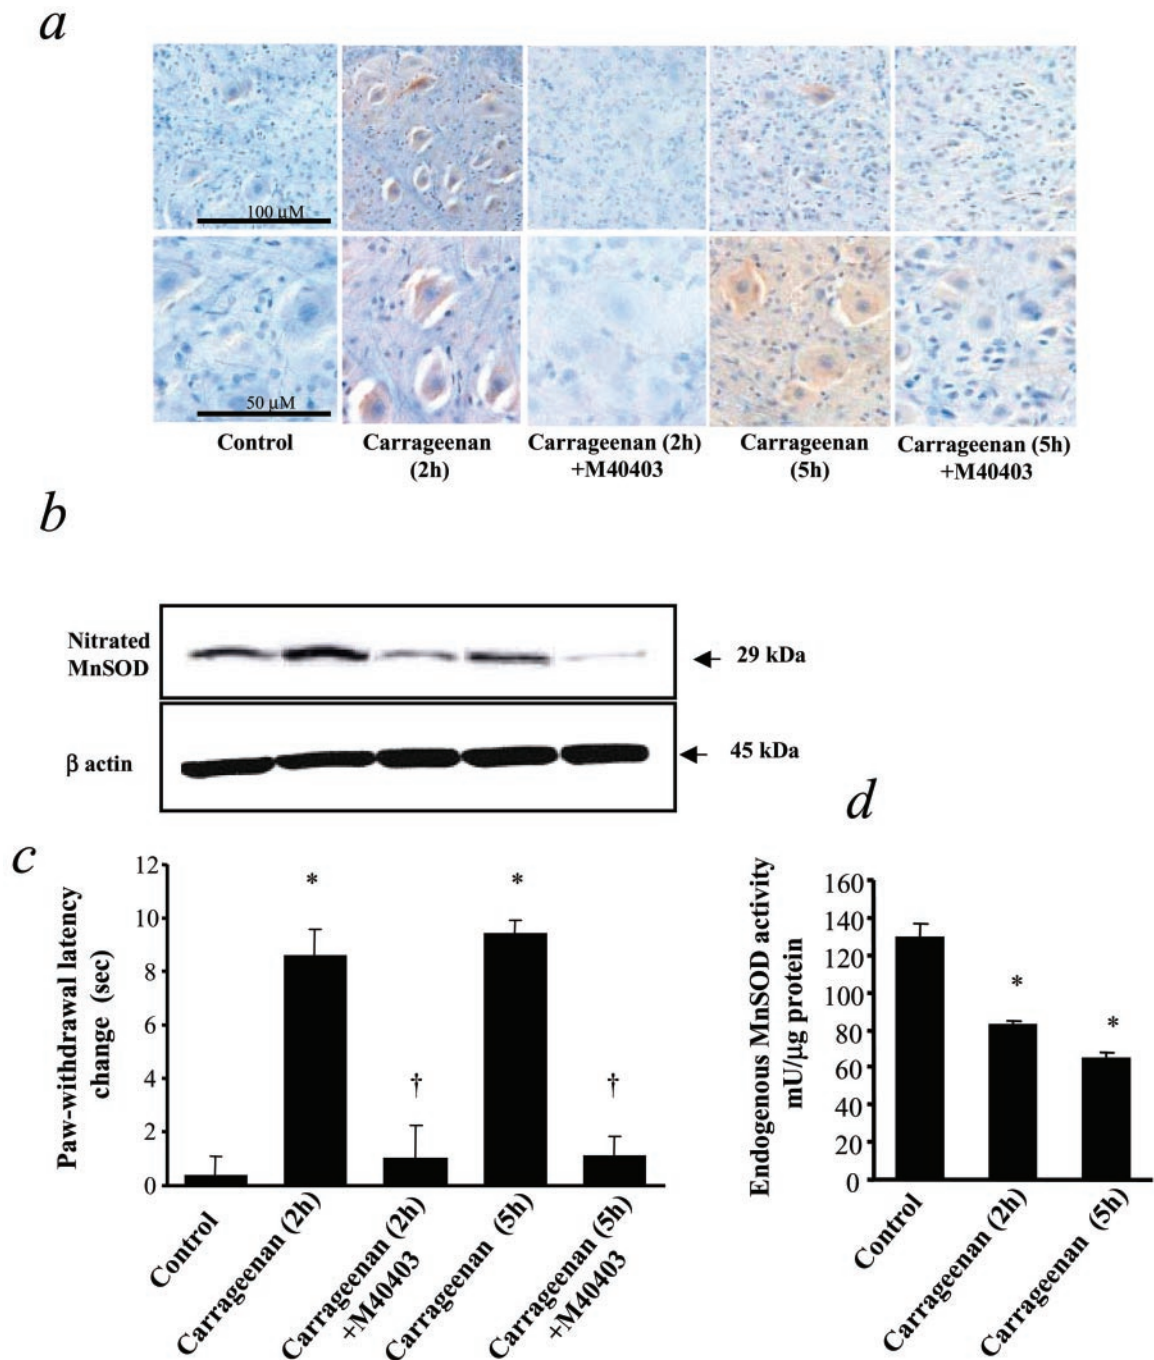 a
100 µM
50 µM
Control
Carrageenan
(2h)
Carrageenan (2h)
+M40403
Carrageenan
(5h)
Carrageenan (5h)
+M40403
b
Nitrated
MnSOD
29 kDa
β actin
45 kDa
c
Paw-withdrawal latency
change (sec)
12
10
8
6
4
2
0
*
†
*
†
Control
Carrageenan (2h)
Carrageenan (2h)
+M40403
Carrageenan (5h)
Carrageenan (5h)
+M40403
d
Endogenous MnSOD activity
mU/µg protein
160
140
120
100
80
60
40
20
0
*
*
Control
Carrageenan (2h)
Carrageenan (5h)